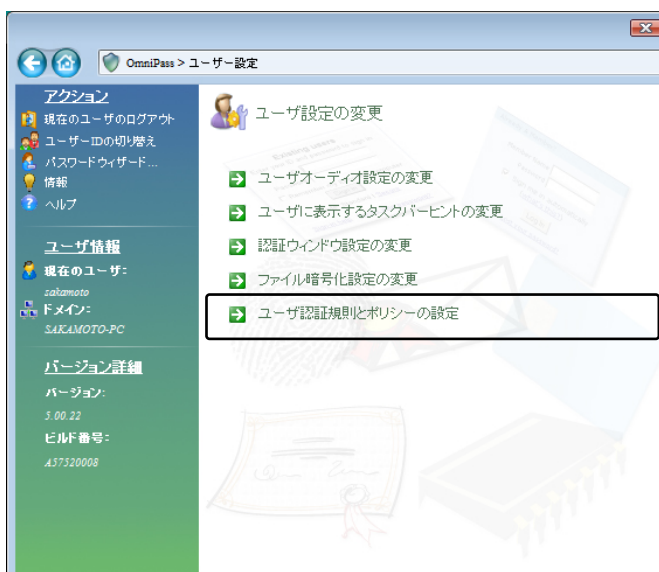 OmniPass > ユーザー設定
アクション
現在のユーザのログアウト
ユーザーIDの切り替え
パスワードウィザード...
情報
ヘルプ
ユーザ情報
現在のユーザ:
sakamoto
ドメイン:
SAKAMOTO-PC
バージョン詳細
バージョン:
5.00.22
ビルド番号:
A57520008
ユーザ設定の変更
ユーザオーディオ設定の変更
ユーザに表示するタスクバーヒントの変更
認証ウィンドウ設定の変更
ファイル暗号化設定の変更
ユーザ認証規則とポリシーの設定